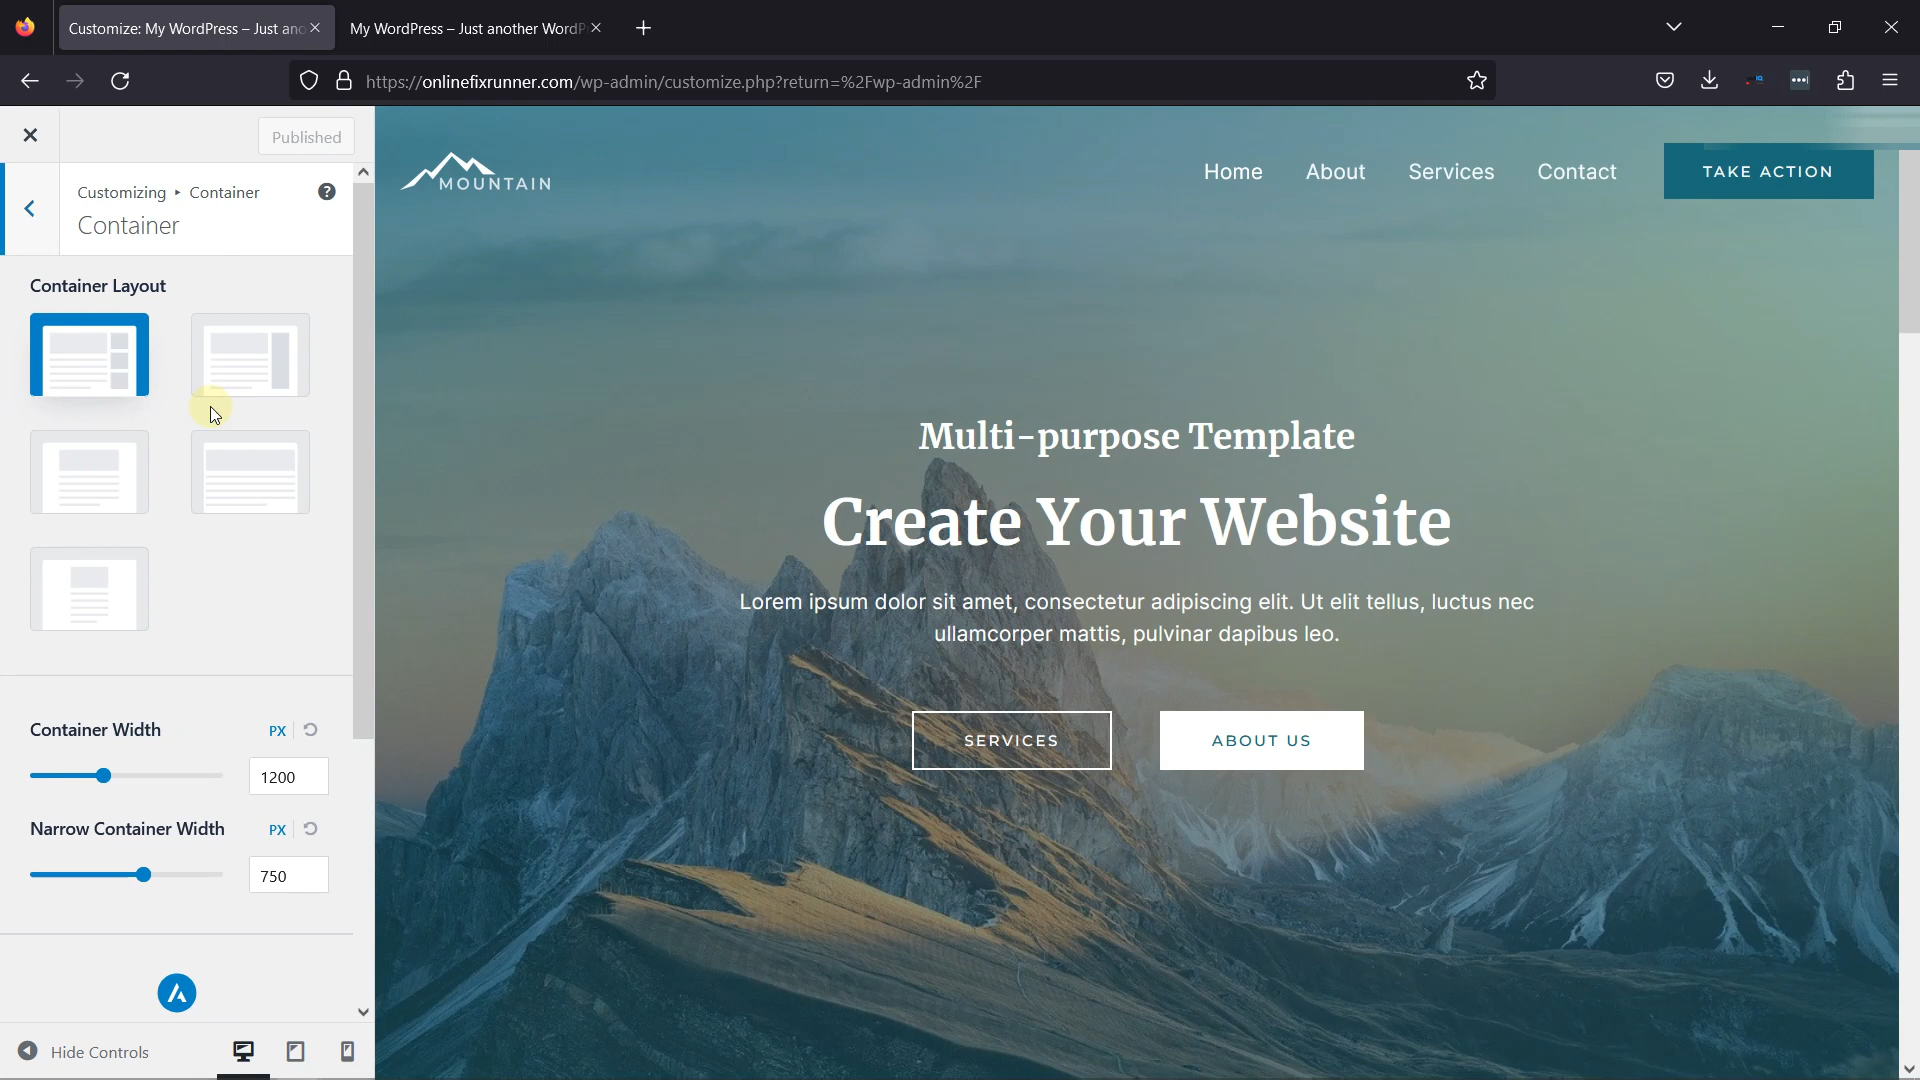 Customize: My WordPress – Just ano
My WordPress – Just another WordP
https://onlinefixrunner.com/wp-admin/customize.php?return=%2Fwp-admin%2F
Published
Customizing ▸ Container
Container
Container Layout
Container Width PX
1200
Narrow Container Width PX
750
Hide Controls
MOUNTAIN
Home About Services Contact TAKE ACTION
Multi-purpose Template
Create Your Website
Lorem ipsum dolor sit amet, consectetur adipiscing elit. Ut elit tellus, luctus nec
ullamcorper mattis, pulvinar dapibus leo.
SERVICES ABOUT US